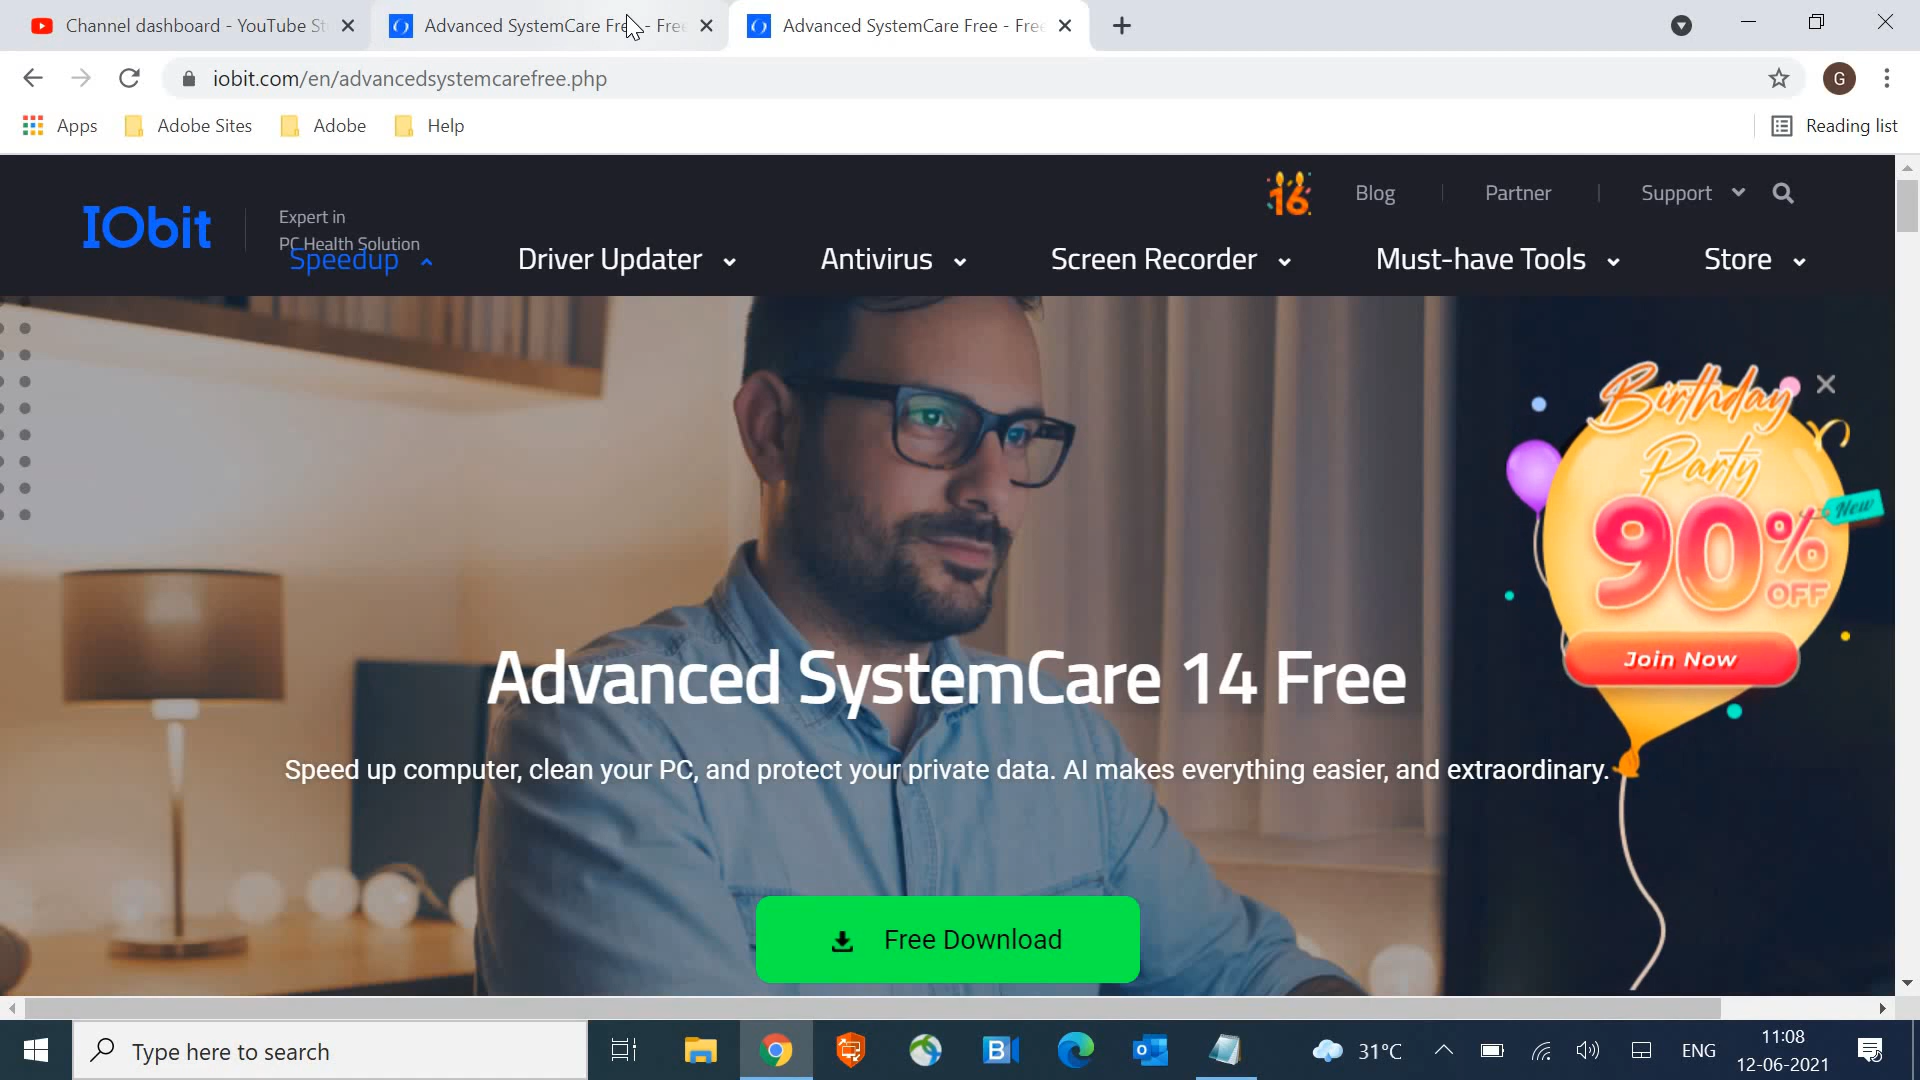 Channel dashboard - YouTube St
Advanced SystemCare Fre - Free
Advanced SystemCare Free - Free
iobit.com/en/advancedsystemcarefree.php
G
Apps
Adobe Sites
Adobe
Help
Reading list
16
Blog
Partner
Support
IObit
Expert in
PC Health Solution
Speedup
Driver Updater
Antivirus
Screen Recorder
Must-have Tools
Store
Birthday
Party
New
90%
OFF
Join Now
Advanced SystemCare 14 Free
Speed up computer, clean your PC, and protect your private data. AI makes everything easier, and extraordinary.
Free Download
Type here to search
31°C
ENG
11:08
12-06-2021